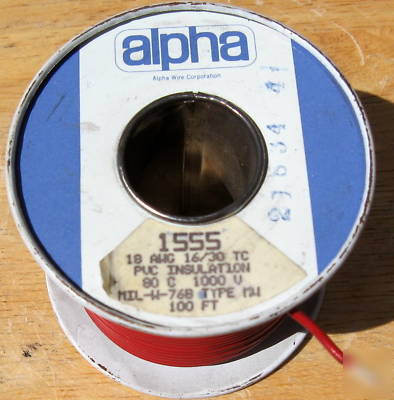 alpha
Alpha Wire Corporation
1555
18 AWG 16/30 TC
PVC INSULATION
80 C 1000 V
MIL-W-76B TYPE MW
100 FT